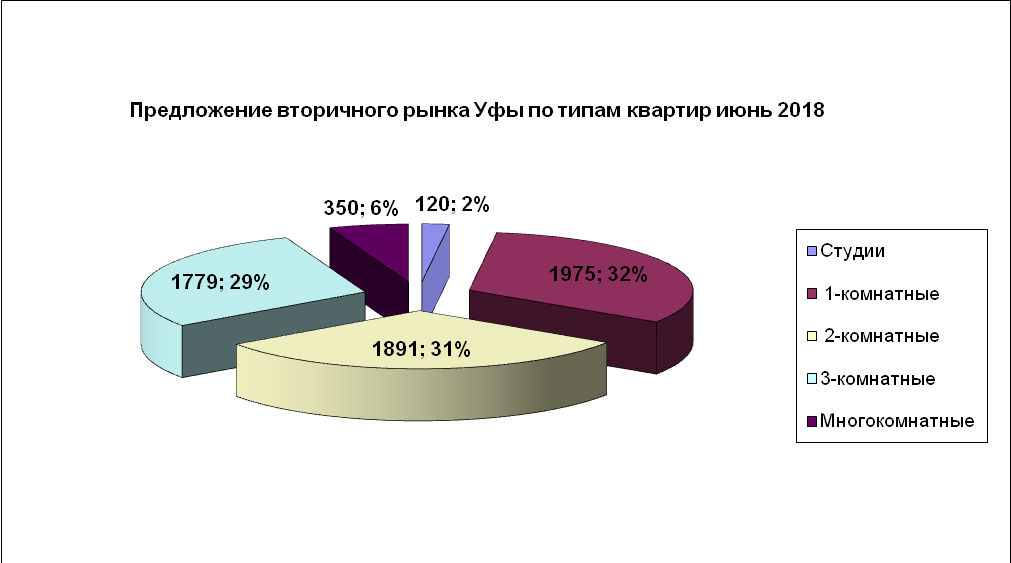 Предложение вторичного рынка Уфы по типам квартир июнь 2018
350; 6%
120; 2%
1779; 29%
1975; 32%
1891; 31%
Студии
1-комнатные
2-комнатные
3-комнатные
Многокомнатные